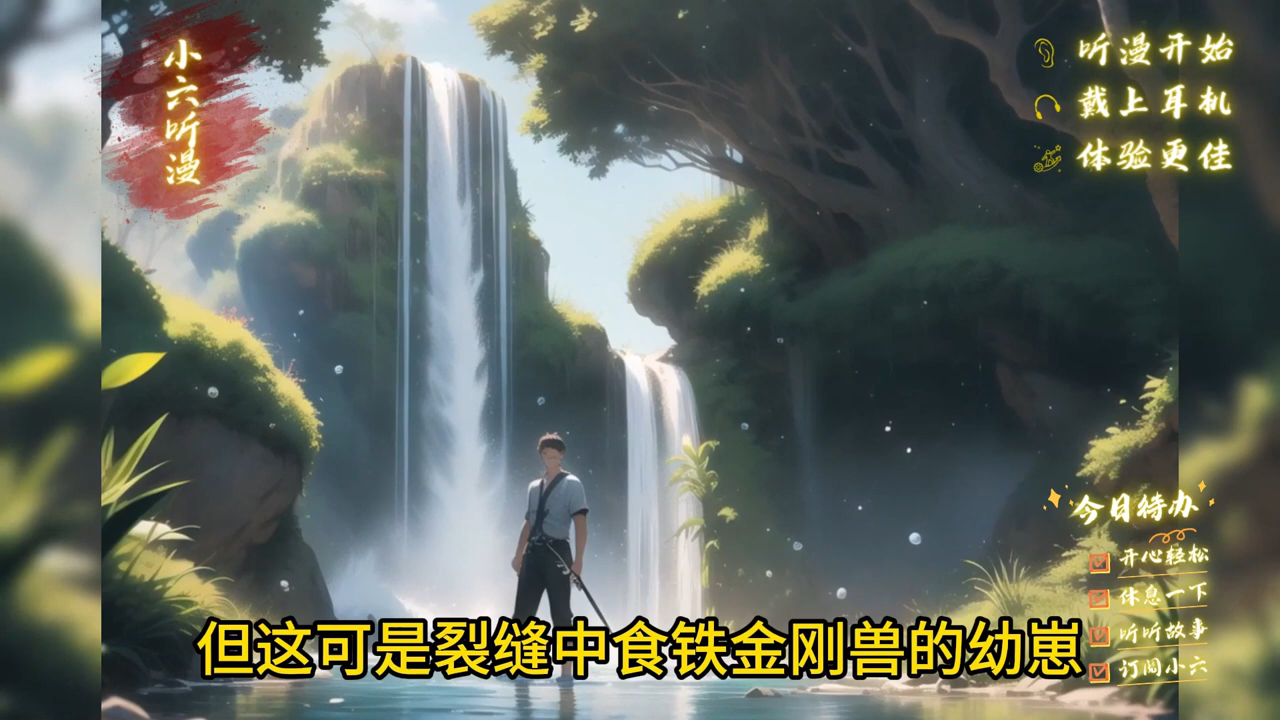 小六听漫
听漫开始
戴上耳机
体验更佳
今日待办
开心轻松
休息一下
听听故事
订阅小六
但这可是裂缝中食铁金刚兽的幼崽